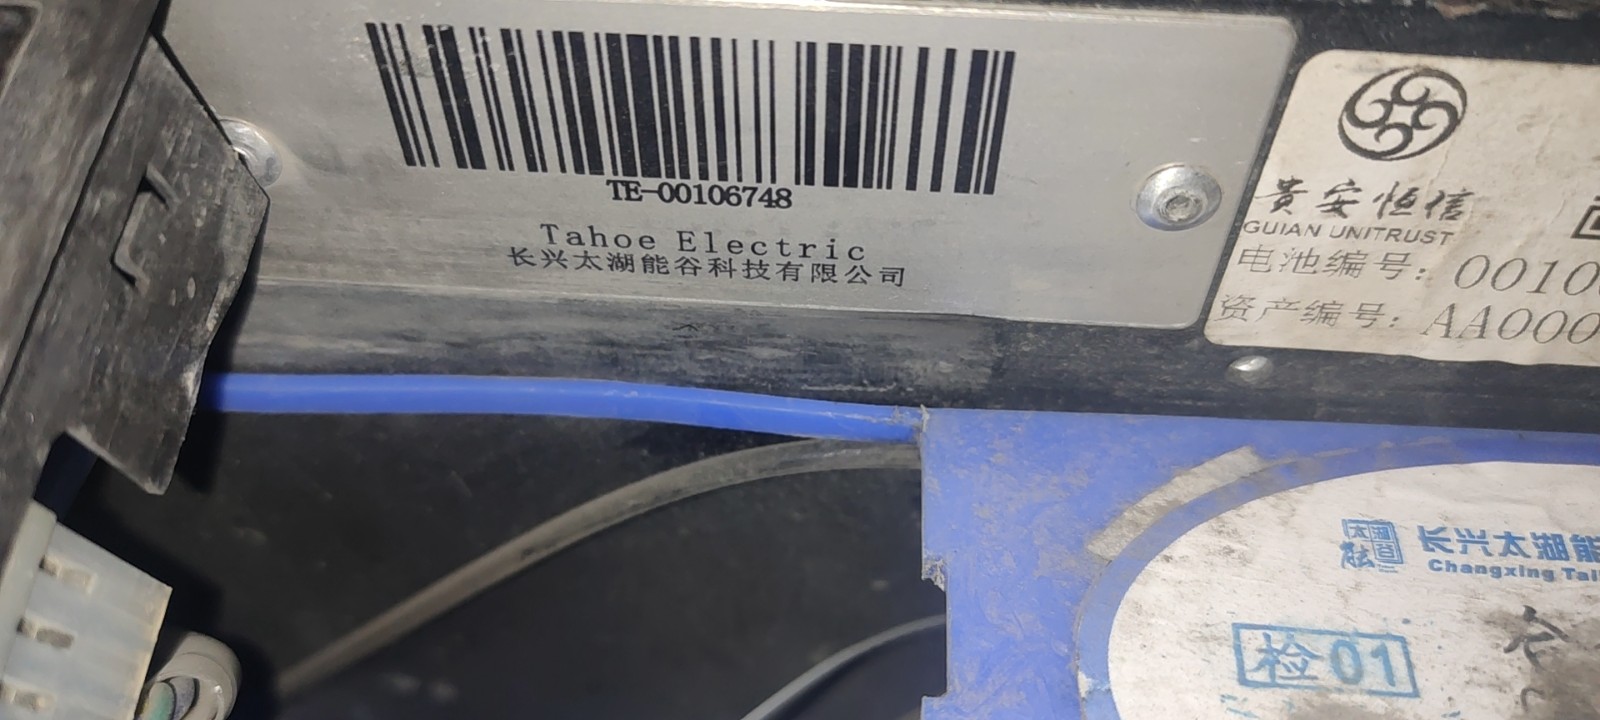 TE-00106748
Tahoe Electric
长兴太湖能谷科技有限公司
贵安恒信
GUIAN UNITRUST
电池编号: 0010
资产编号: AA000
长兴太湖能
Changxing Tai
检01